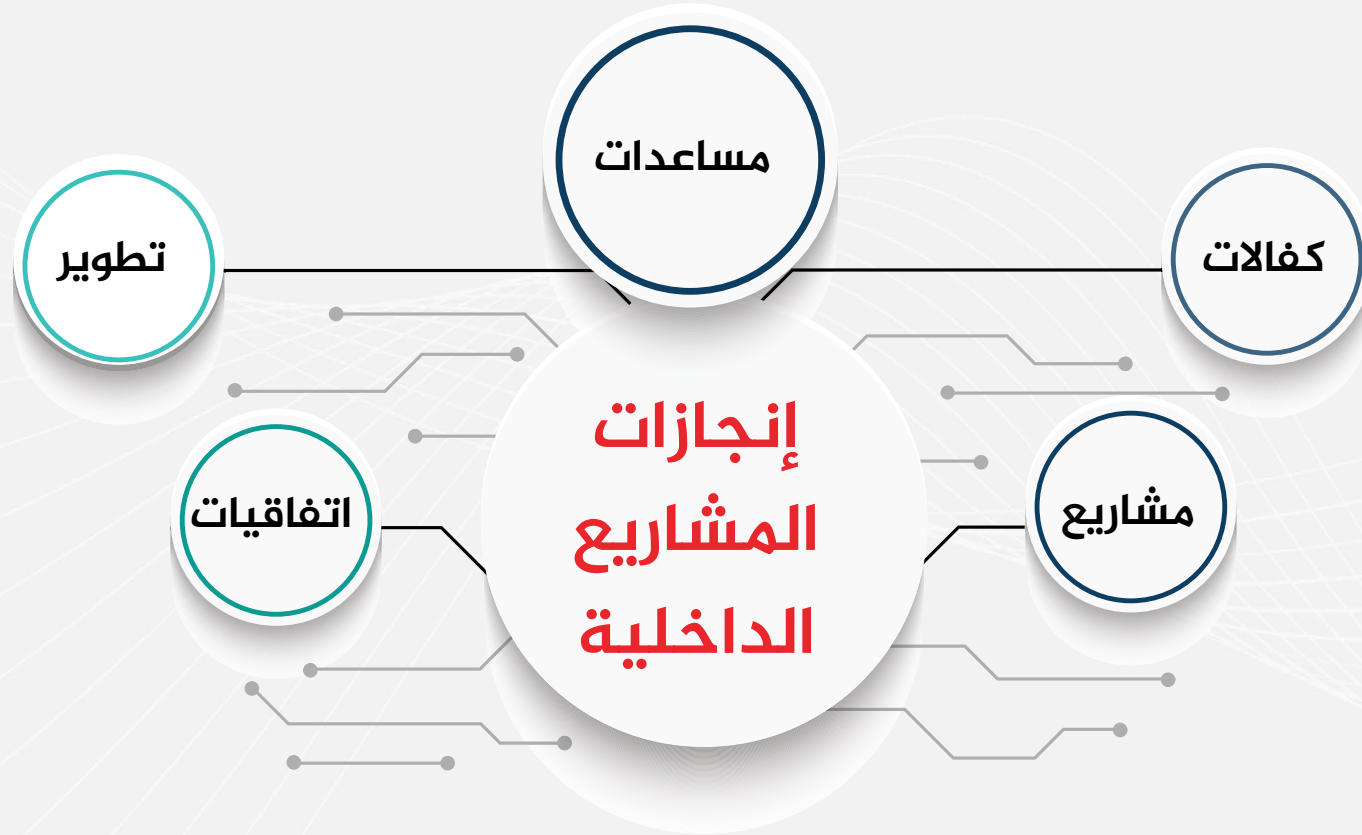 مساعدات
كفالات
تطوير
إنجازات
المشاريع
الداخلية
مشاريع
اتفاقيات